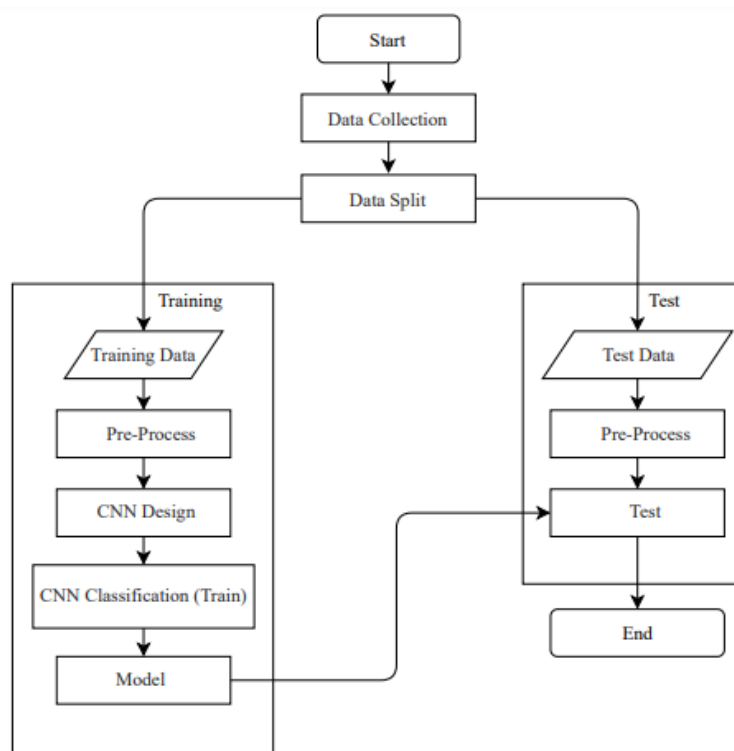 Start
Data Collection
Data Split
Training
Training Data
Pre-Process
CNN Design
CNN Classification (Train)
Model
Test
Test Data
Pre-Process
Test
End